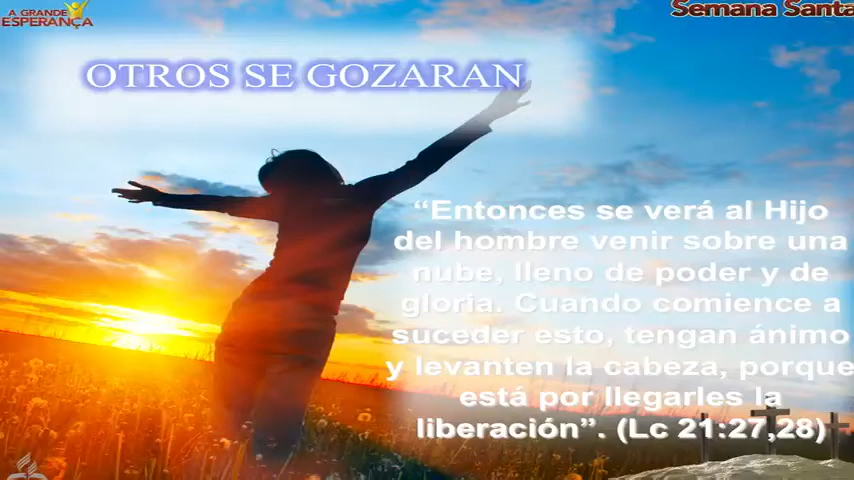 A GRANDE
ESPERANÇA
Semana Santa
OTROS SE GOZARAN
“Entonces se verá al Hijo
del hombre venir sobre una
nube, lleno de poder y de
gloria. Cuando comience a
suceder esto, tengan ánimo
y levanten la cabeza, porque
está por llegarles la
liberación”. (Lc 21:27,28)